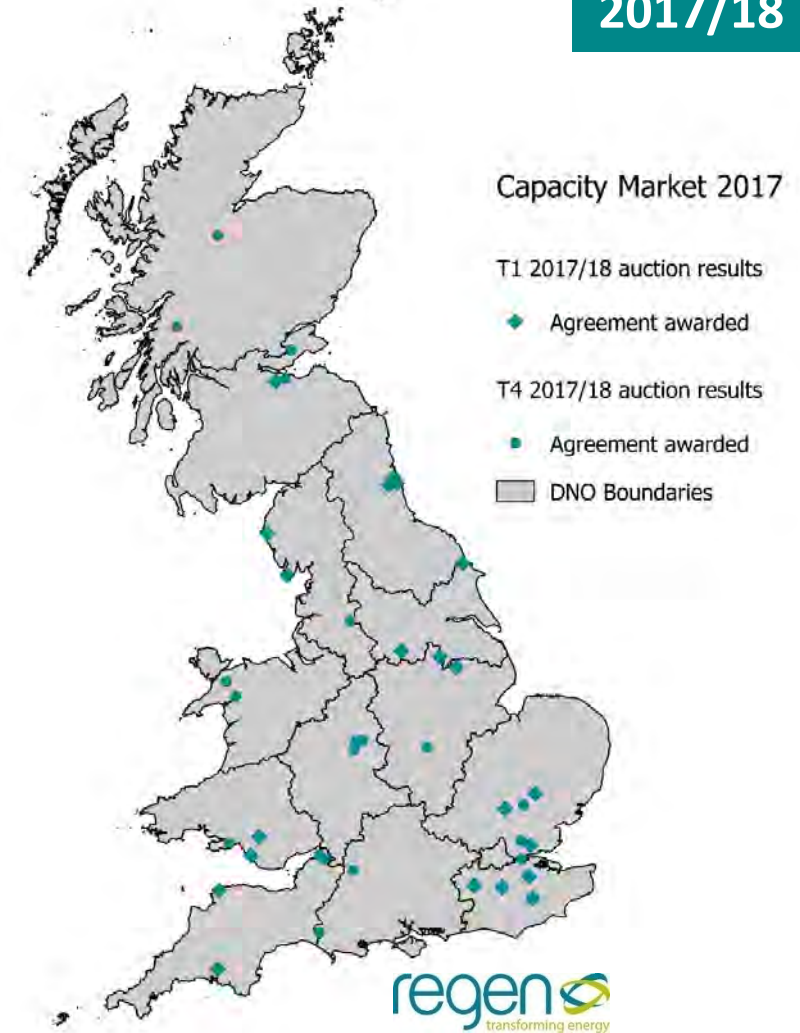 2017/18
Capacity Market 2017
T1 2017/18 auction results
Agreement awarded
T4 2017/18 auction results
Agreement awarded
DNO Boundaries
regen
transforming energy